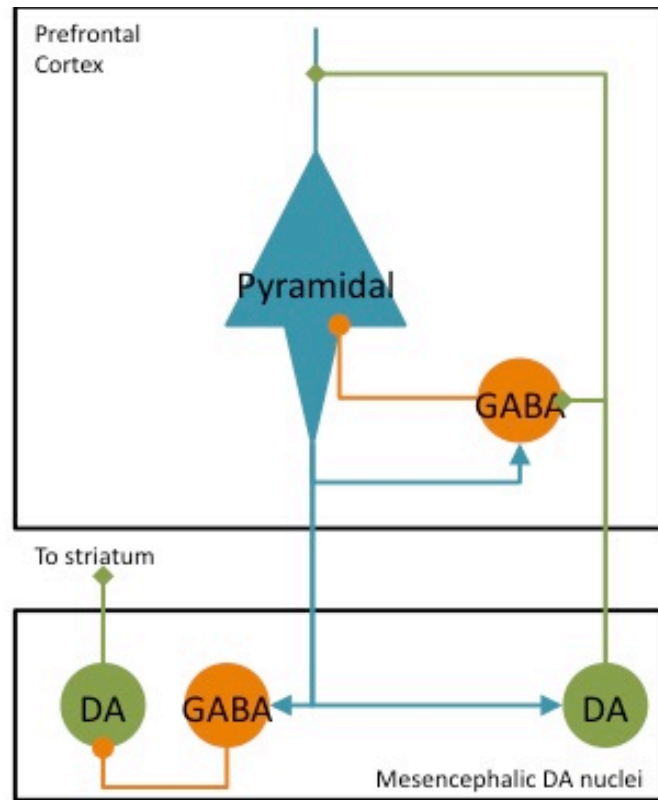 Prefrontal
Cortex
Pyramidal
GABA
To striatum
DA
GABA
DA
Mesencephalic DA nuclei